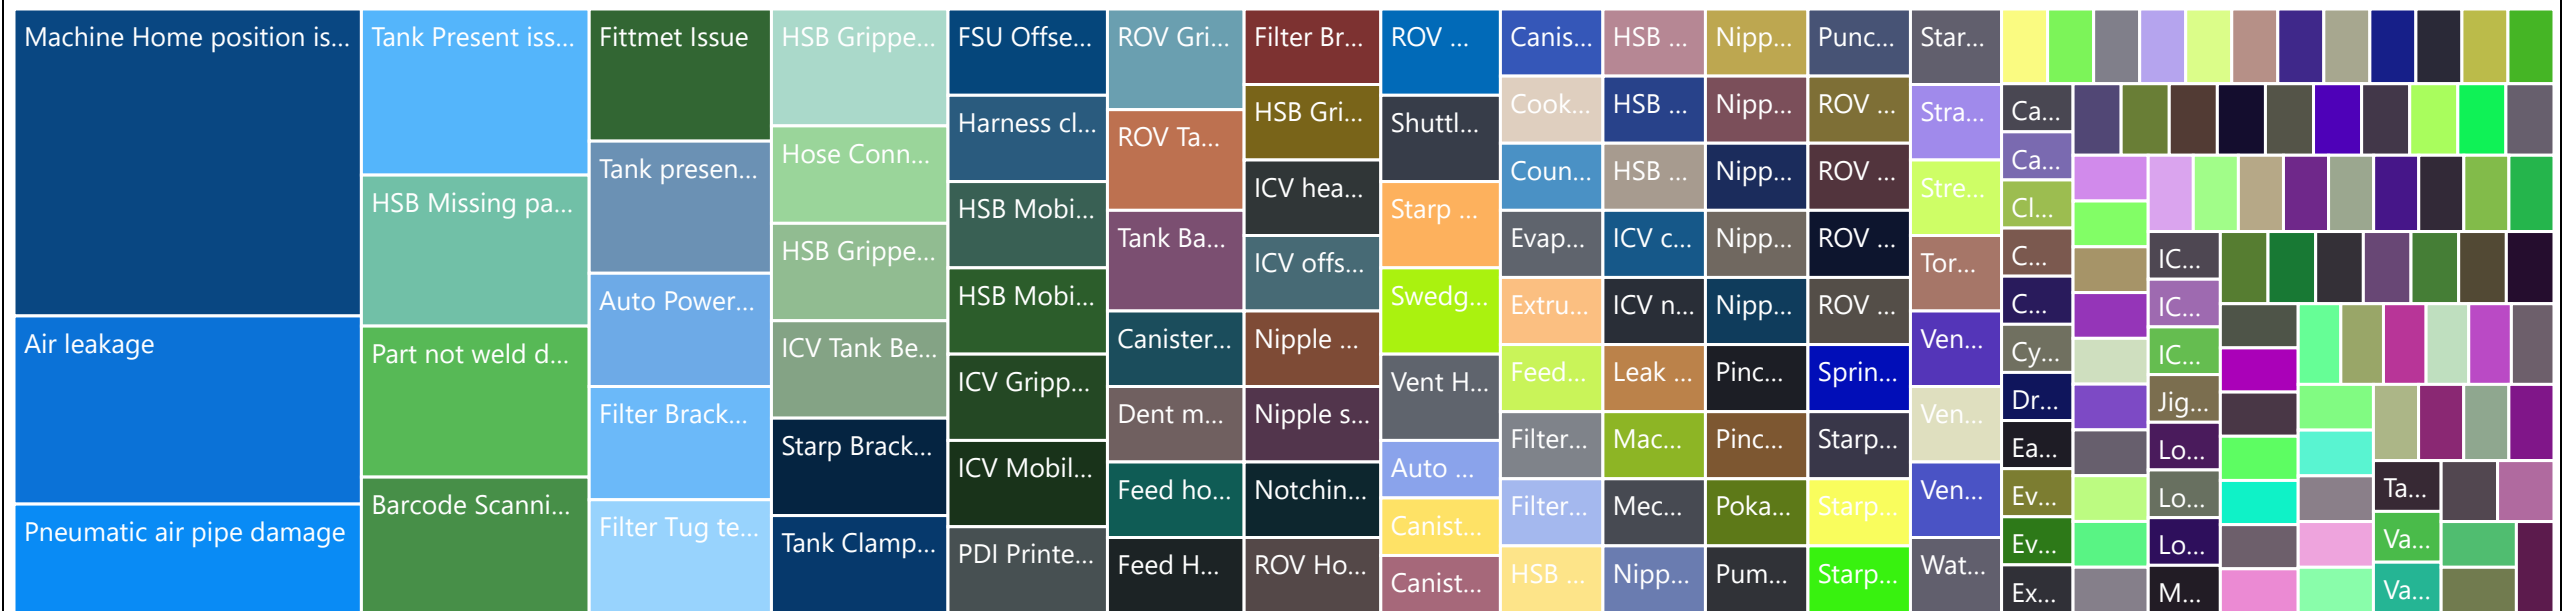 Machine Home position is...
Air leakage
Pneumatic air pipe damage
Tank Present iss...
HSB Missing pa...
Part not weld d...
Barcode Scanni...
Fittmet Issue
Tank presen...
Auto Power...
Filter Brack...
Filter Tug te...
HSB Grippe...
Hose Conn...
HSB Grippe...
ICV Tank Be...
Starp Brack...
Tank Clamp...
FSU Offse...
Harness cl...
HSB Mobi...
HSB Mobi...
ICV Gripp...
ICV Mobil...
PDI Printe...
ROV Gri...
ROV Ta...
Tank Ba...
Canister...
Dent m...
Feed ho...
Feed H...
Filter Br...
HSB Gri...
ICV hea...
ICV offs...
Nipple ...
Nipple s...
Notchin...
ROV Ho...
ROV ...
Shuttl...
Starp ...
Swedg...
Vent H...
Auto ...
Canist...
Canist...
Canis...
Cook...
Coun...
Evap...
Extru...
Feed...
Filter...
Filter...
HSB ...
HSB ...
HSB ...
HSB ...
ICV c...
ICV n...
Leak ...
Mac...
Mec...
Nipp...
Nipp...
Nipp...
Nipp...
Nipp...
Nipp...
Pinc...
Pinc...
Poka...
Pum...
Punc...
ROV ...
ROV ...
ROV ...
ROV ...
Sprin...
Starp...
Starp...
Starp...
Star...
Stra...
Stre...
Tor...
Ven...
Ven...
Ven...
Wat...
Ca...
Ca...
Cl...
C...
C...
Cy...
Dr...
Ea...
Ev...
Ev...
Ex...
IC...
IC...
IC...
Jig...
Lo...
Lo...
Lo...
M...
Ta...
Va...
Va...